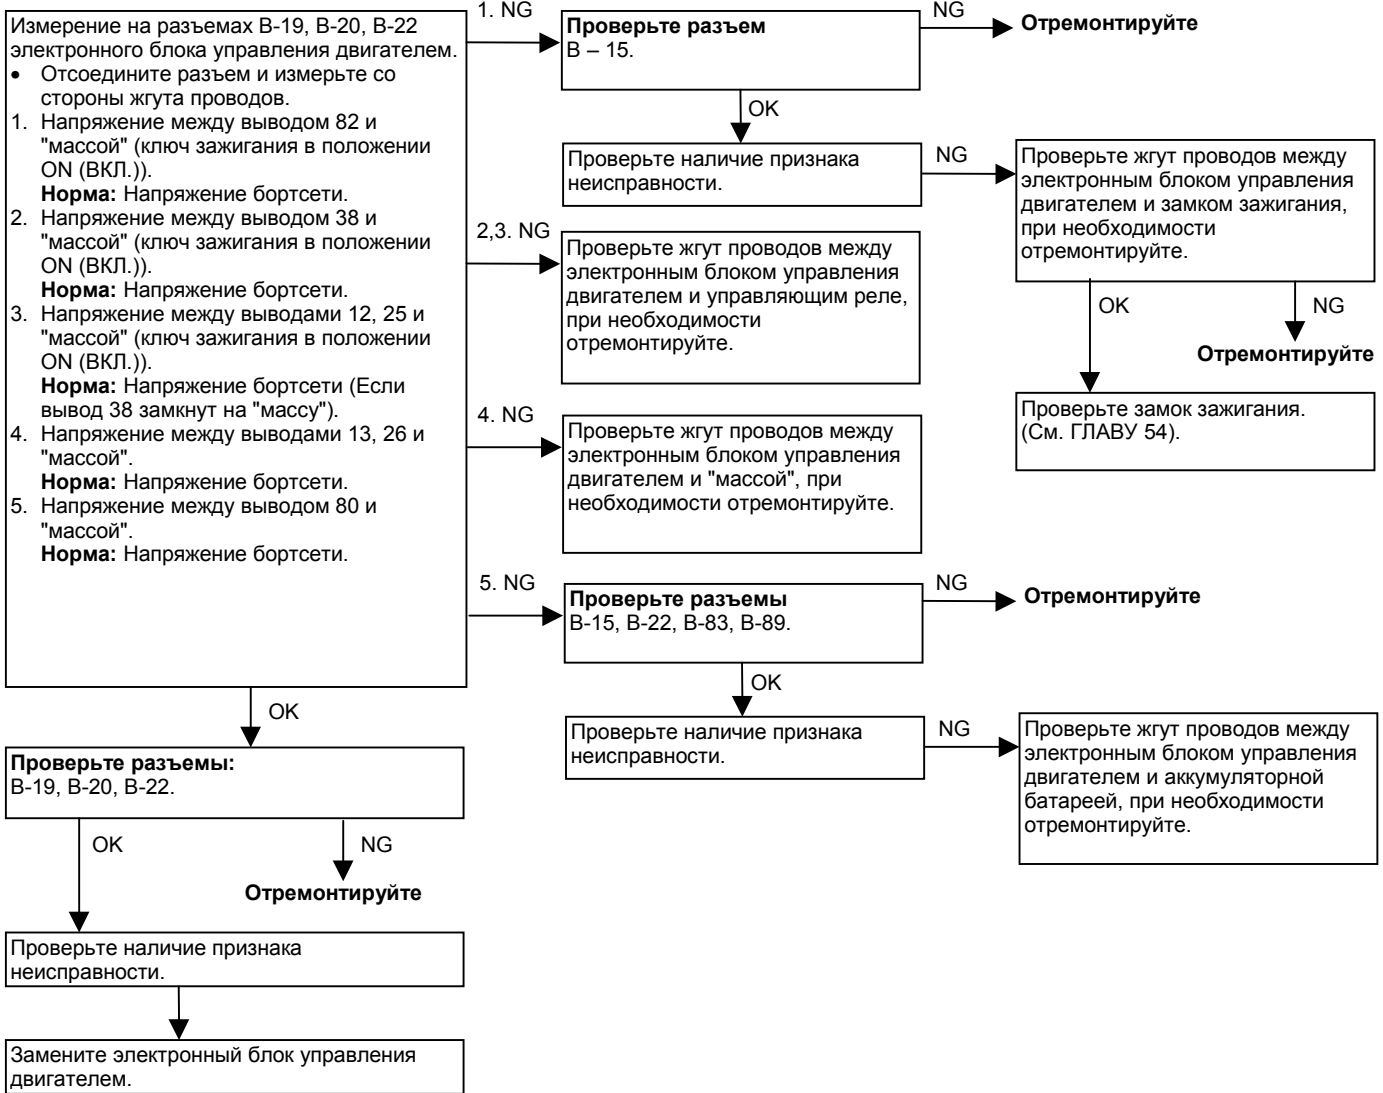 Измерение на разъемах B-19, B-20, B-22
электронного блока управления двигателем.
• Отсоедините разъем и измерьте со
стороны жгута проводов.
1. Напряжение между выводом 82 и
"массой" (ключ зажигания в положении
ON (ВКЛ.)).
Норма: Напряжение бортсети.
2. Напряжение между выводом 38 и
"массой" (ключ зажигания в положении
ON (ВКЛ.)).
Норма: Напряжение бортсети.
3. Напряжение между выводами 12, 25 и
"массой" (ключ зажигания в положении
ON (ВКЛ.)).
Норма: Напряжение бортсети (Если
вывод 38 замкнут на "массу").
4. Напряжение между выводами 13, 26 и
"массой".
Норма: Напряжение бортсети.
5. Напряжение между выводом 80 и
"массой".
Норма: Напряжение бортсети.
1. NG
Проверьте разъем
B – 15.
NG
Отремонтируйте
OK
Проверьте наличие признака
неисправности.
NG
Проверьте жгут проводов между
электронным блоком управления
двигателем и замком зажигания,
при необходимости
отремонтируйте.
OK
NG
Отремонтируйте
Проверьте замок зажигания.
(См. ГЛАВУ 54).
2,3. NG
Проверьте жгут проводов между
электронным блоком управления
двигателем и управляющим реле,
при необходимости
отремонтируйте.
4. NG
Проверьте жгут проводов между
электронным блоком управления
двигателем и "массой", при
необходимости отремонтируйте.
5. NG
Проверьте разъемы
B-15, B-22, B-83, B-89.
NG
Отремонтируйте
OK
Проверьте наличие признака
неисправности.
NG
Проверьте жгут проводов между
электронным блоком управления
двигателем и аккумуляторной
батареей, при необходимости
отремонтируйте.
OK
Проверьте разъемы:
B-19, B-20, B-22.
OK
NG
Отремонтируйте
Проверьте наличие признака
неисправности.
Замените электронный блок управления
двигателем.